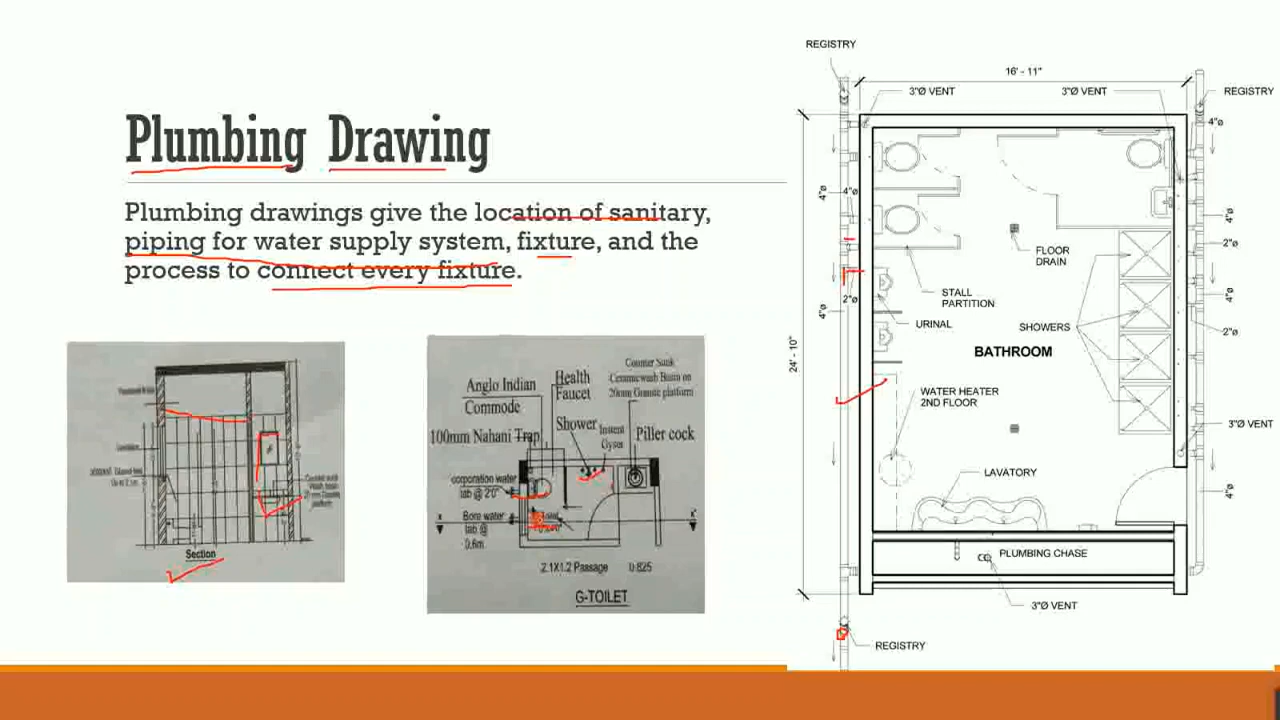 Plumbing Drawing
Plumbing drawings give the location of sanitary,
piping for water supply system, fixture, and the
process to connect every fixture.
Section
Anglo Indian
Commode
Health
Faucet
Counter Sunk
Ceramicwash Basin on
20mm Granite platform
100mm Nahani Trap
Shower
Instent
Gyser
Piller cock
corporation water
tab @ 2'0"
Bore water
tab @
0.6m
x
x'
2.1X1.2 Passage
0.825
G-TOILET
REGISTRY
16' - 11"
3"Ø VENT
3"Ø VENT
REGISTRY
4"ø
4"ø
4"ø
4"ø
2"ø
FLOOR
DRAIN
STALL
PARTITION
2"ø
4"ø
4"ø
URINAL
SHOWERS
2"ø
24' - 10"
BATHROOM
WATER HEATER
2ND FLOOR
3"Ø VENT
LAVATORY
4"ø
PLUMBING CHASE
CO
3"Ø VENT
REGISTRY